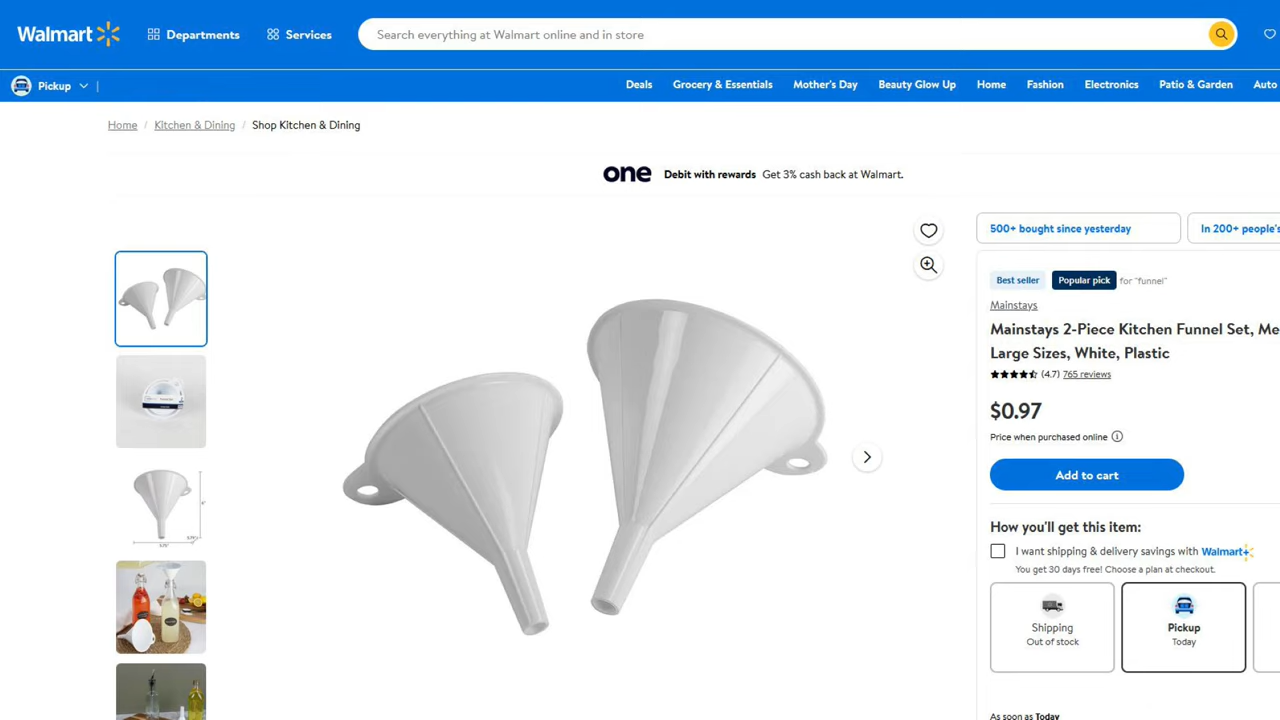 Walmart
Departments
Services
Search everything at Walmart online and in store
Pickup
Deals
Grocery & Essentials
Mother's Day
Beauty Glow Up
Home
Fashion
Electronics
Patio & Garden
Auto
Home / Kitchen & Dining / Shop Kitchen & Dining
one Debit with rewards Get 3% cash back at Walmart.
500+ bought since yesterday
In 200+ people's
Best seller Popular pick for "funnel"
Mainstays
Mainstays 2-Piece Kitchen Funnel Set, Me
Large Sizes, White, Plastic
(4.7) 765 reviews
$0.97
Price when purchased online
Add to cart
How you'll get this item:
I want shipping & delivery savings with Walmart+
You get 30 days free! Choose a plan at checkout.
Shipping
Out of stock
Pickup
Today
As soon as Today